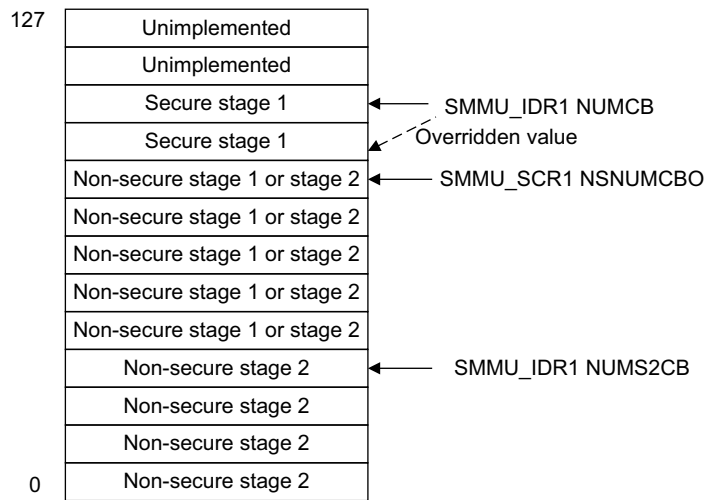 127
Unimplemented
Unimplemented
Secure stage 1
SMMU_IDR1 NUMCB
Secure stage 1
Overridden value
Non-secure stage 1 or stage 2
SMMU_SCR1 NSNUMCBO
Non-secure stage 1 or stage 2
Non-secure stage 1 or stage 2
Non-secure stage 1 or stage 2
Non-secure stage 1 or stage 2
Non-secure stage 2
SMMU_IDR1 NUMS2CB
Non-secure stage 2
Non-secure stage 2
0
Non-secure stage 2